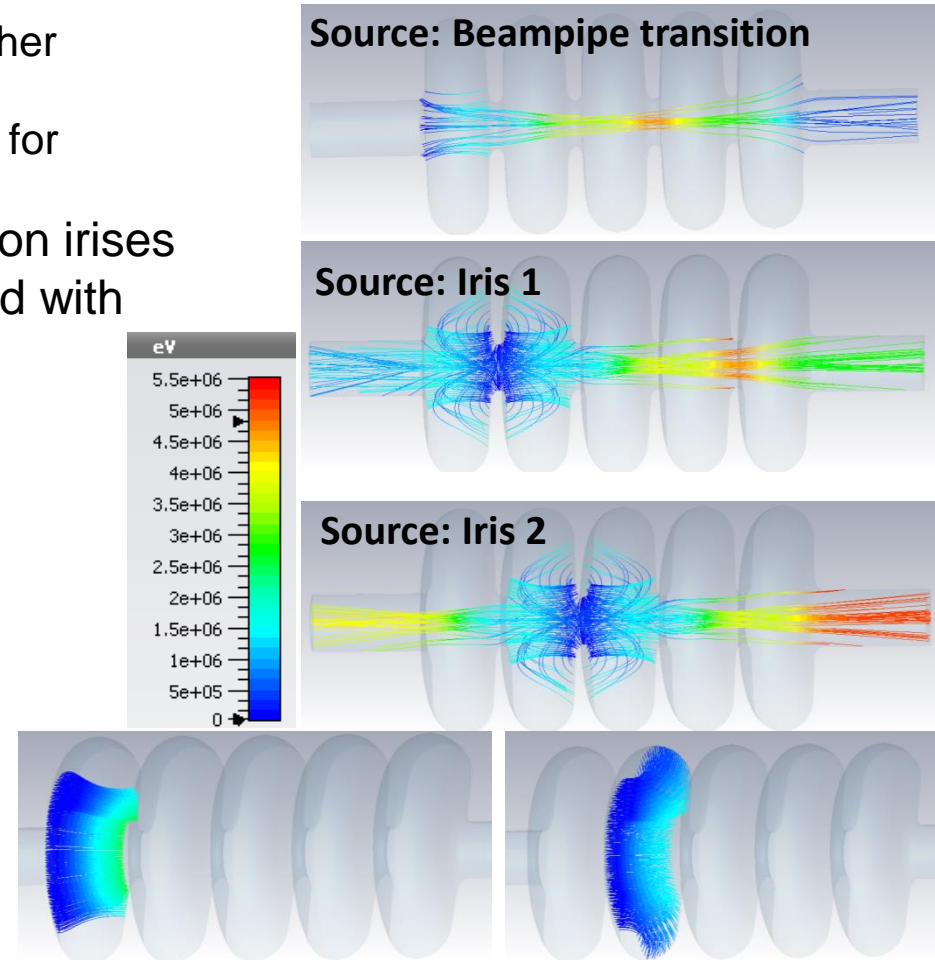 her
for
on irises
d with
Source: Beampipe transition
Source: Iris 1
eV
5.5e+06
5e+06
4.5e+06
4e+06
3.5e+06
3e+06
2.5e+06
2e+06
1.5e+06
1e+06
5e+05
0
Source: Iris 2